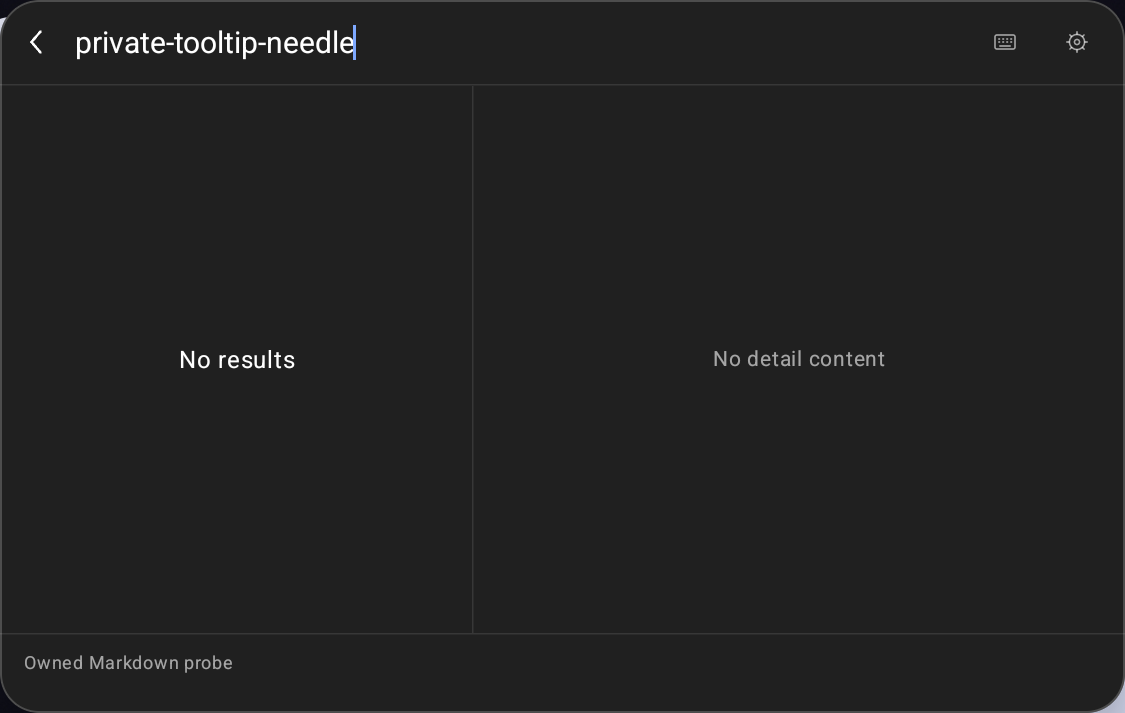 private-tooltip-needle
No results
No detail content
Owned Markdown probe